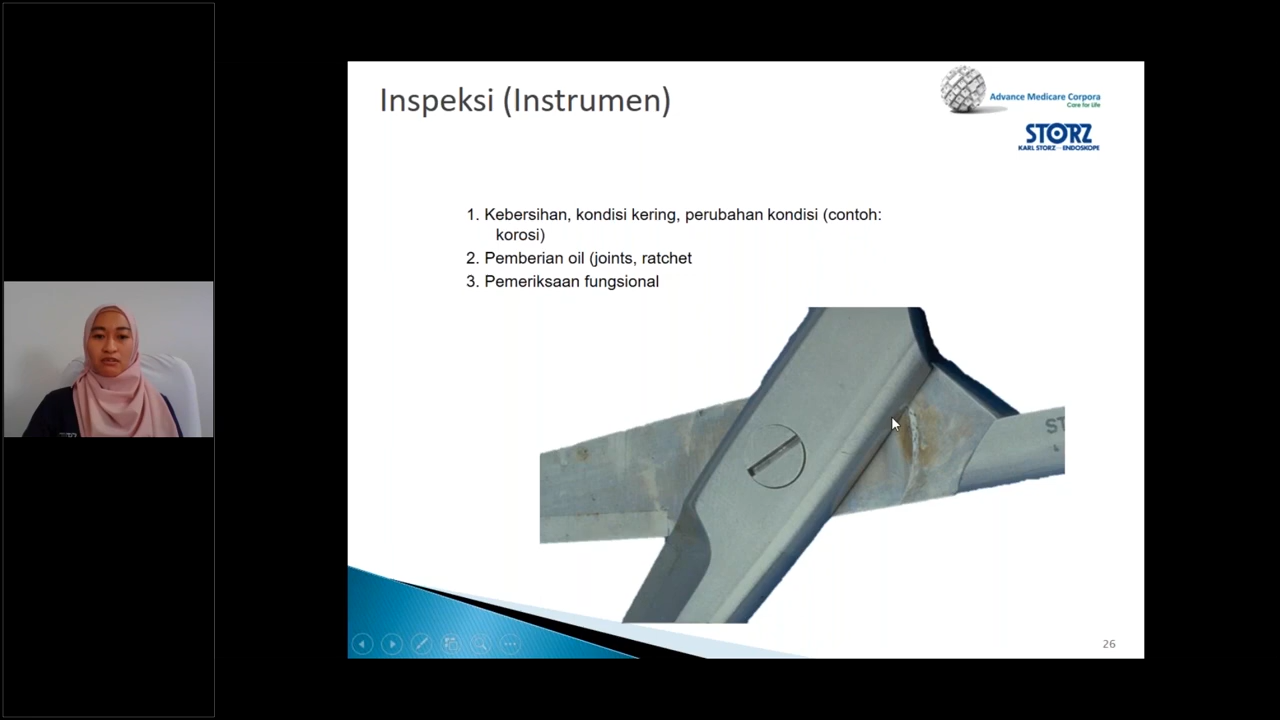 Inspeksi (Instrumen)
Advance Medicare Corpora
Care for Life
STORZ
KARL STORZ - ENDOSKOPE
1. Kebersihan, kondisi kering, perubahan kondisi (contoh:
korosi)
2. Pemberian oil (joints, ratchet
3. Pemeriksaan fungsional
ST
26